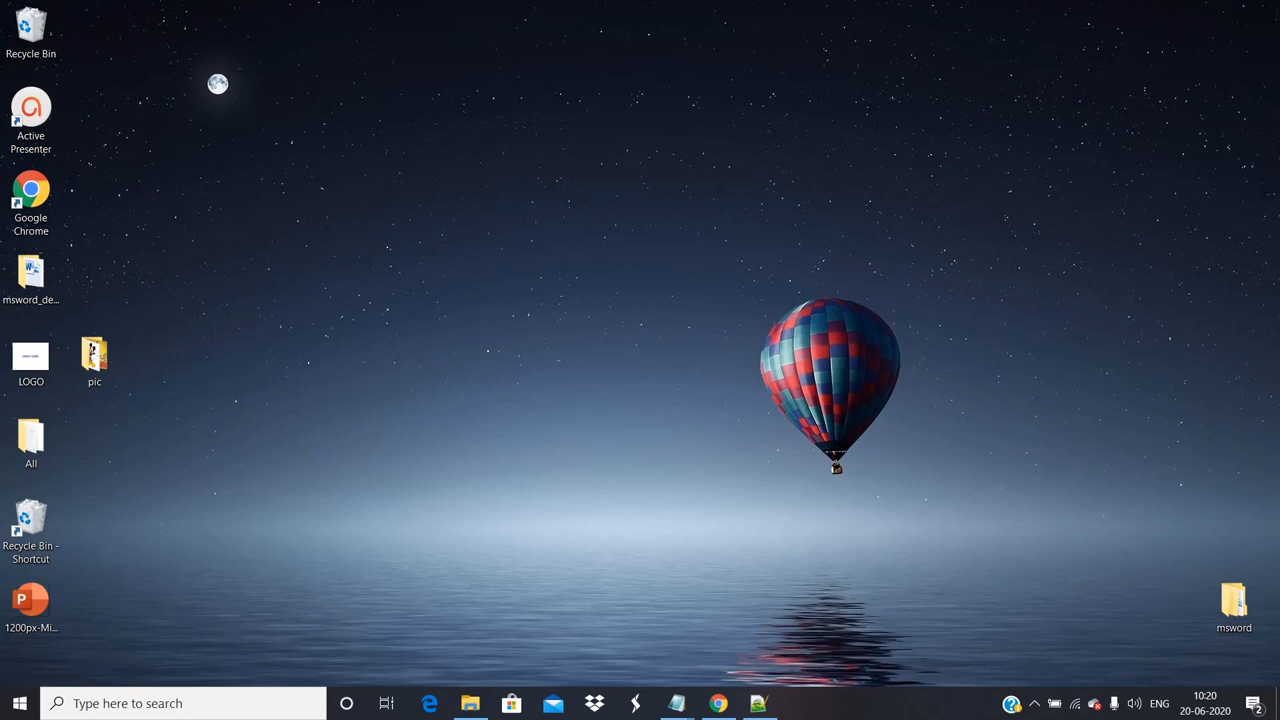 Recycle Bin
Active
Presenter
Google
Chrome
msword_de...
LOGO
pic
All
Recycle Bin -
Shortcut
P
1200px-Mi...
msword
Type here to search
ENG
10:20
20-06-2020
2